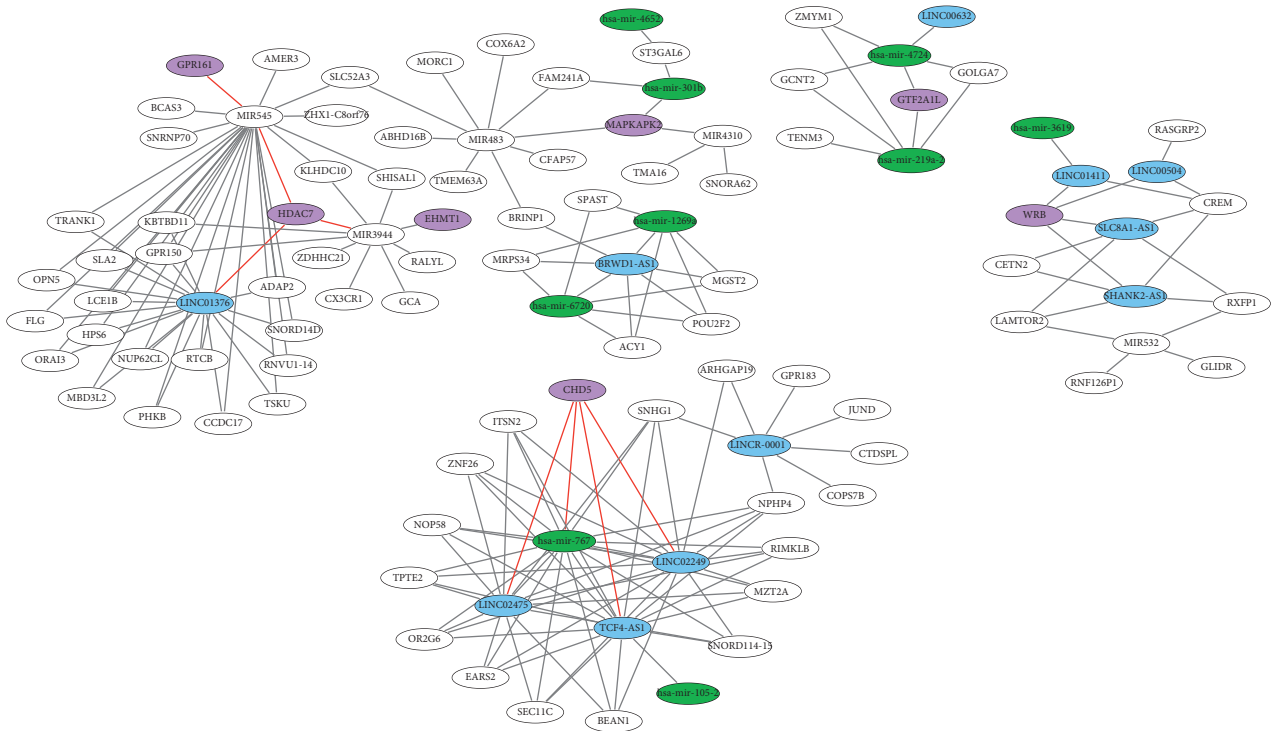 hsa-mir-4652
ZMYM1
LINC00632
COX6A2
ST3GAL6
hsa-mir-4724
AMER3
GPR161
MORC1
SLC52A3
FAM241A
hsa-mir-301b
GCNT2
GOLGA7
GTF2A1L
BCAS3
MIR545
ZHX1-C8orf76
MAPKAPK2
hsa-mir-3619
RASGRP2
SNRNP70
ABHD16B
MIR483
MIR4310
TENM3
hsa-mir-219a-2
CFAP57
KLHDC10
SHISAL1
TMEM63A
TMA16
SNORA62
LINC01411
LINC00504
SPAST
CREM
TRANK1
KBTBD11
HDAC7
EHMT1
BRINP1
hsa-mir-1269a
WRB
SLC8A1-AS1
MIR3944
GPR150
SLA2
ZDHHC21
RALYL
MRPS34
BRWD1-AS1
CETN2
OPN5
ADAP2
MGST2
LCE1B
LINC01376
CX3CR1
GCA
hsa-mir-6720
SHANK2-AS1
RXFP1
FLG
HPS6
SNORD14D
POU2F2
LAMTOR2
ORAI3
NUP62CL
RTCB
RNVU1-14
ACY1
MIR532
GLIDR
MBD3L2
TSKU
ARHGAP19
GPR183
RNF126P1
PHKB
CCDC17
CHD5
SNHG1
JUND
ITSN2
LINCR-0001
CTDSPL
ZNF26
COPS7B
NPHP4
NOP58
hsa-mir-767
RIMKLB
LINC02249
TPTE2
MZT2A
LINC02475
TCF4-AS1
OR2G6
SNORD114-15
EARS2
hsa-mir-105-2
SEC11C
BEAN1